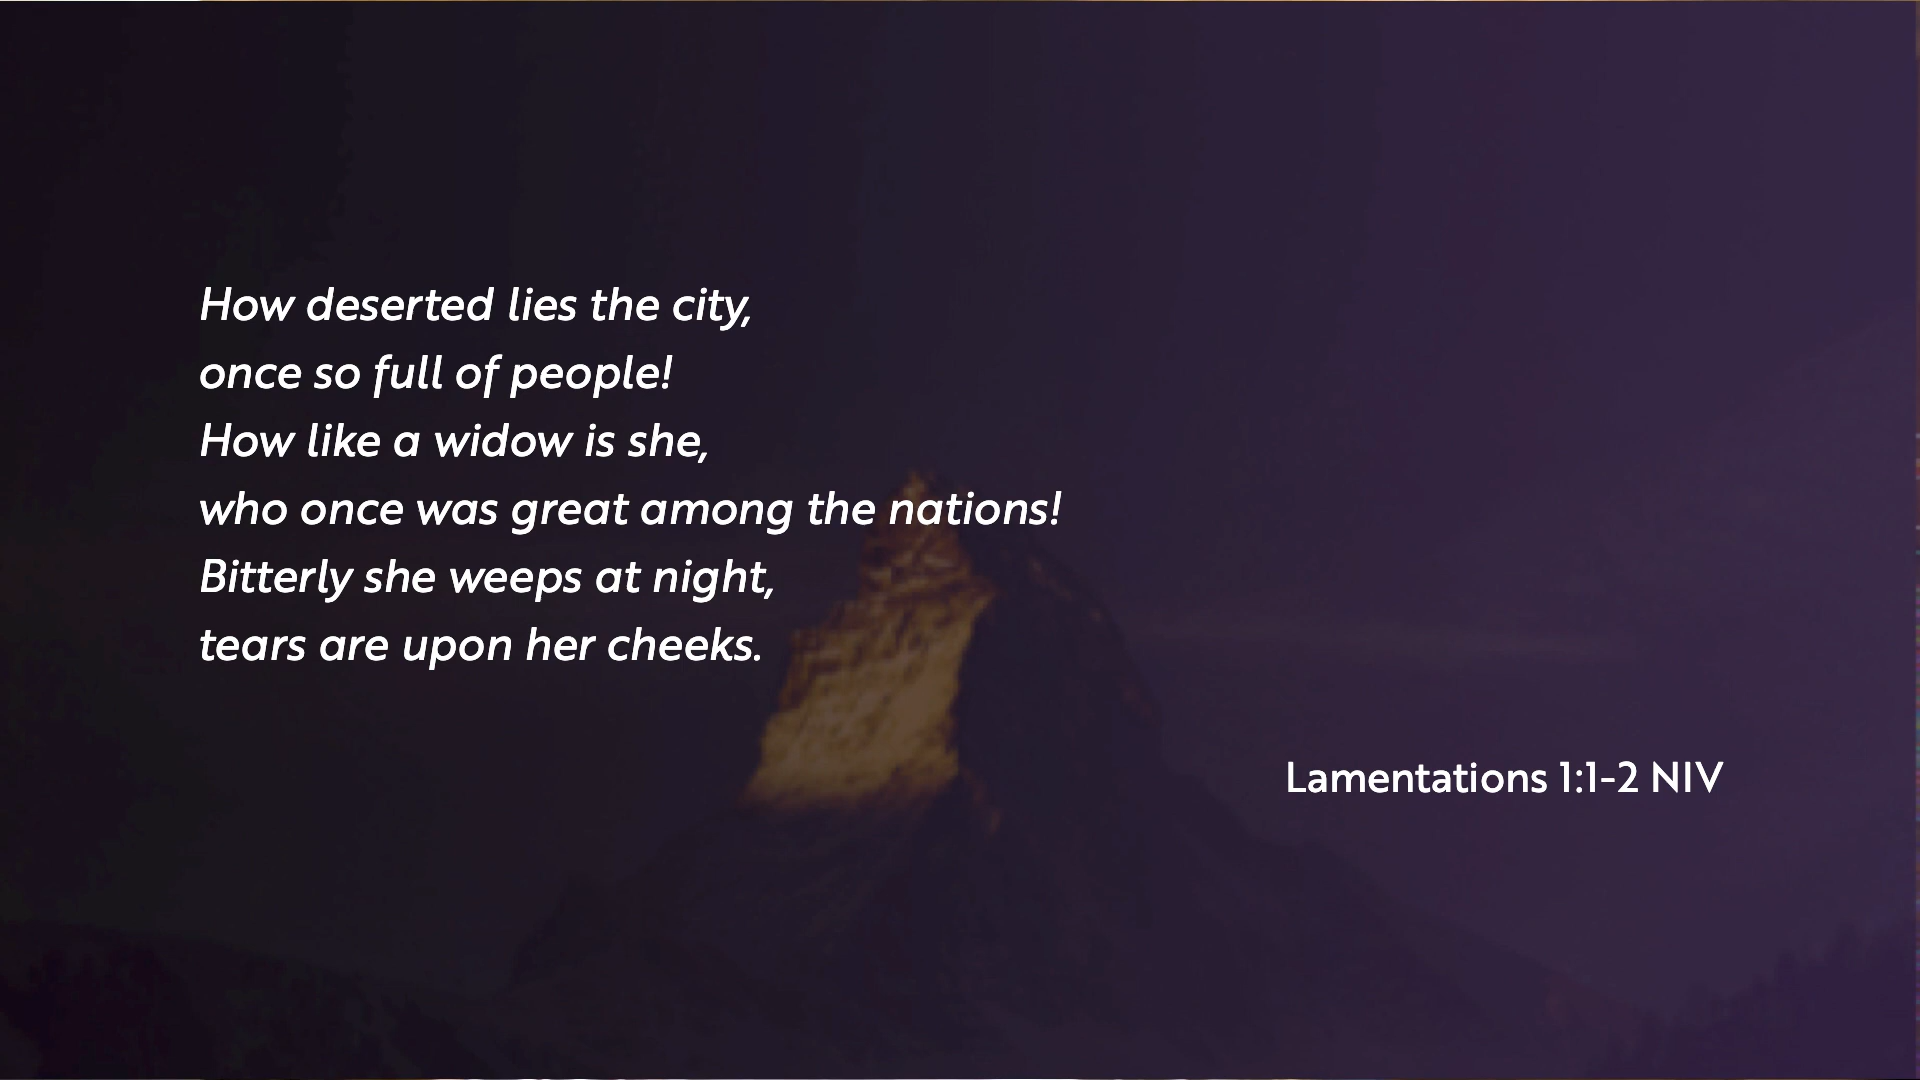 How deserted lies the city,
once so full of people!
How like a widow is she,
who once was great among the nations!
Bitterly she weeps at night,
tears are upon her cheeks.
Lamentations 1:1-2 NIV